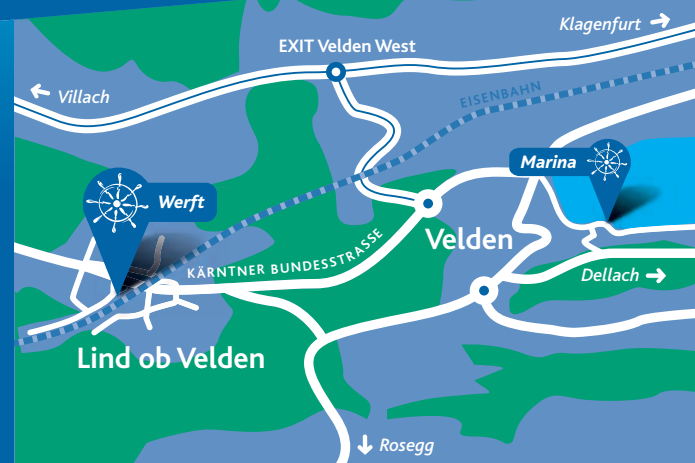 Klagenfurt
EXIT Velden West
Villach
EISENBAHN
Marina
Werft
Velden
KÄRNTNER BUNDESSTRASSE
Dellach
Lind ob Velden
Rosegg